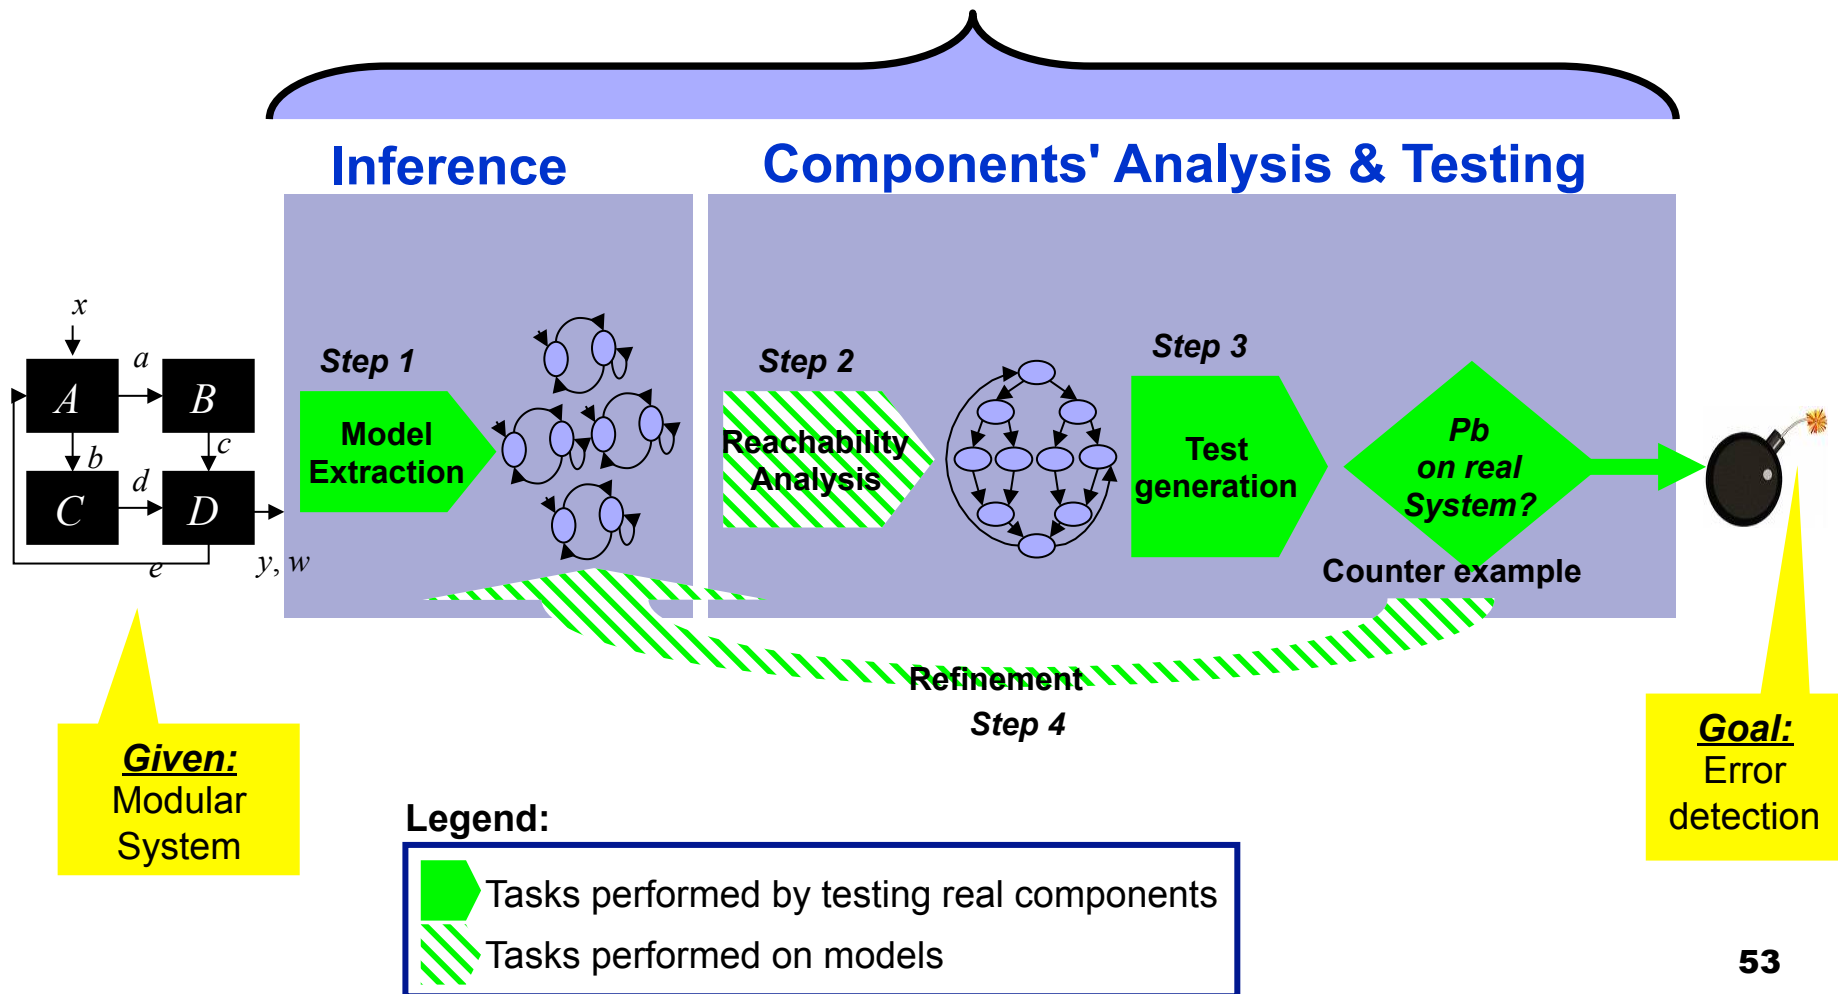 Inference
Components' Analysis & Testing
x
a
A
B
b
c
C
d
D
e
y, w
Step 1
Model
Extraction
Step 2
Reachability
Analysis
Step 3
Test
generation
Pb
on real
System?
Counter example
Refinement
Step 4
Given:
Modular
System
Goal:
Error
detection
Legend:
Tasks performed by testing real components
Tasks performed on models
53